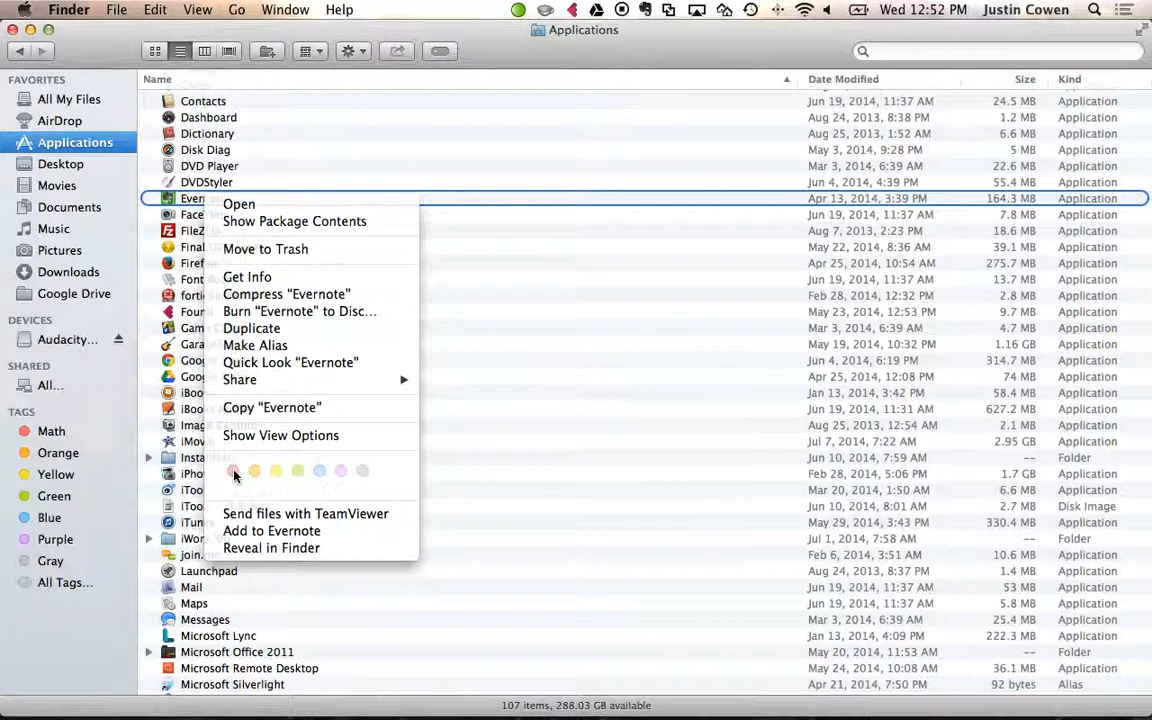 Finder File Edit View Go Window Help Wed 12:52 PM Justin Cowen
Applications
FAVORITES
All My Files
AirDrop
Applications
Desktop
Movies
Documents
Music
Pictures
Downloads
Google Drive
DEVICES
Audacity...
SHARED
All...
TAGS
Math
Orange
Yellow
Green
Blue
Purple
Gray
All Tags...
Name Date Modified Size Kind
Contacts Jun 19, 2014, 11:37 AM 24.5 MB Application
Dashboard Aug 24, 2013, 8:38 PM 1.2 MB Application
Dictionary Aug 25, 2013, 1:52 AM 6.6 MB Application
Disk Diag May 3, 2014, 9:28 PM 5 MB Application
DVD Player Mar 3, 2014, 6:39 AM 22.6 MB Application
DVDStyler Jun 4, 2014, 4:39 PM 55.4 MB Application
Ever Apr 13, 2014, 3:39 PM 164.3 MB Application
Face Jun 19, 2014, 11:37 AM 7.8 MB Application
FileZ Aug 7, 2013, 2:23 PM 18.6 MB Application
Final May 22, 2014, 8:36 AM 39.1 MB Application
Firef Apr 25, 2014, 10:54 AM 275.7 MB Application
Font Jun 19, 2014, 11:37 AM 13.7 MB Application
forti Feb 28, 2014, 12:32 PM 2.8 MB Application
Foun May 23, 2014, 12:53 PM 9.7 MB Application
Game Mar 3, 2014, 6:39 AM 4.7 MB Application
Gara May 19, 2014, 10:32 PM 1.16 GB Application
Goog Jun 4, 2014, 6:19 PM 314.7 MB Application
Goog Apr 25, 2014, 12:08 PM 74 MB Application
iBoo Jan 13, 2014, 3:42 PM 58.4 MB Application
iBooks Jun 19, 2014, 11:31 AM 627.2 MB Application
Image Aug 25, 2013, 12:54 AM 2.1 MB Application
iMov Jul 7, 2014, 7:22 AM 2.95 GB Application
Insta Jun 10, 2014, 7:59 AM -- Folder
iPho Feb 28, 2014, 5:06 PM 1.7 GB Application
iToo Mar 20, 2014, 1:50 AM 6.6 MB Application
iToo Jun 10, 2014, 8:01 AM 2.7 MB Disk Image
iTun May 29, 2014, 3:43 PM 330.4 MB Application
iWor Jul 1, 2014, 7:58 AM -- Folder
join. Feb 6, 2014, 3:51 AM 10.6 MB Application
Launchpad Aug 24, 2013, 8:37 PM 1.4 MB Application
Mail Jun 19, 2014, 11:37 AM 53 MB Application
Maps Jun 19, 2014, 11:37 AM 5.8 MB Application
Messages Mar 3, 2014, 6:39 AM 25.4 MB Application
Microsoft Lync Jan 13, 2014, 4:09 PM 222.3 MB Application
Microsoft Office 2011 May 20, 2014, 11:53 AM -- Folder
Microsoft Remote Desktop May 24, 2014, 10:08 AM 36.1 MB Application
Microsoft Silverlight Apr 21, 2014, 7:50 PM 92 bytes Alias
Open
Show Package Contents
Move to Trash
Get Info
Compress “Evernote”
Burn “Evernote” to Disc...
Duplicate
Make Alias
Quick Look “Evernote”
Share
Copy “Evernote”
Show View Options
Send files with TeamViewer
Add to Evernote
Reveal in Finder
107 items, 288.03 GB available